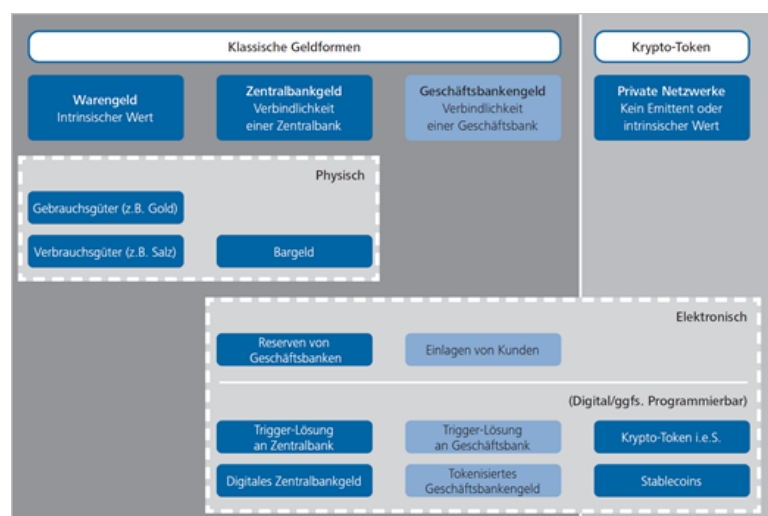 Klassische Geldformen
Krypto-Token
Warengeld
Intrinsischer Wert
Zentralbankgeld
Verbindlichkeit
einer Zentralbank
Geschäftsbankengeld
Verbindlichkeit
einer Geschäftsbank
Private Netzwerke
Kein Emittent oder
intrinsischer Wert
Physisch
Gebrauchsgüter (z.B. Gold)
Verbrauchsgüter (z.B. Salz)
Bargeld
Elektronisch
Reserven von
Geschäftsbanken
Einlagen von Kunden
(Digital/ggfs. Programmierbar)
Trigger-Lösung
an Zentralbank
Trigger-Lösung
an Geschäftsbank
Krypto-Token i.e.S.
Digitales Zentralbankgeld
Tokenisiertes
Geschäftsbankengeld
Stablecoins